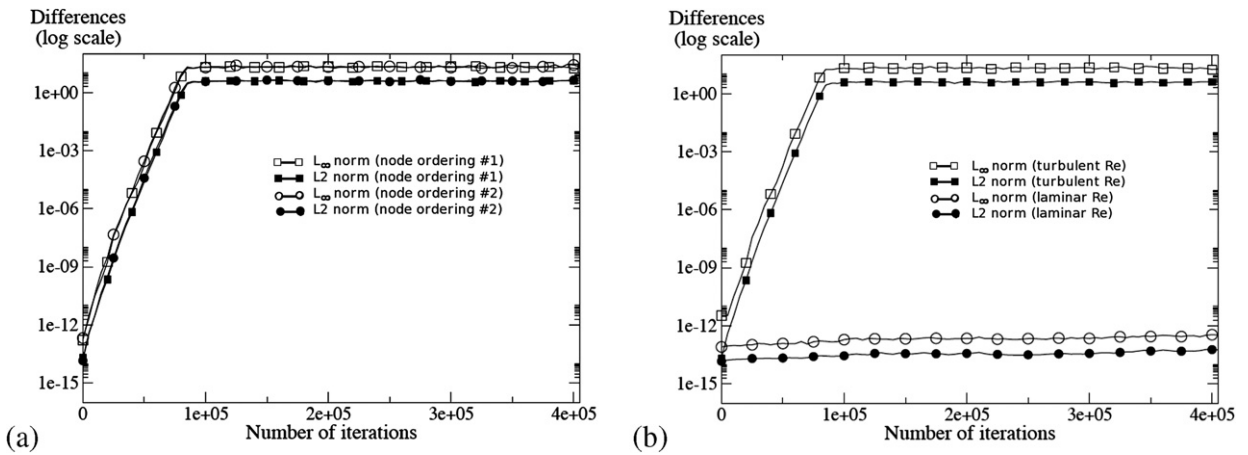 Differences
(log scale)
1e+00
1e-03
1e-06
1e-09
1e-12
1e-15
L∞ norm (node ordering #1)
L2 norm (node ordering #1)
L∞ norm (node ordering #2)
L2 norm (node ordering #2)
0
1e+05
2e+05
3e+05
4e+05
Number of iterations
(a)
Differences
(log scale)
1e+00
1e-03
1e-06
1e-09
1e-12
1e-15
L∞ norm (turbulent Re)
L2 norm (turbulent Re)
L∞ norm (laminar Re)
L2 norm (laminar Re)
0
1e+05
2e+05
3e+05
4e+05
Number of iterations
(b)